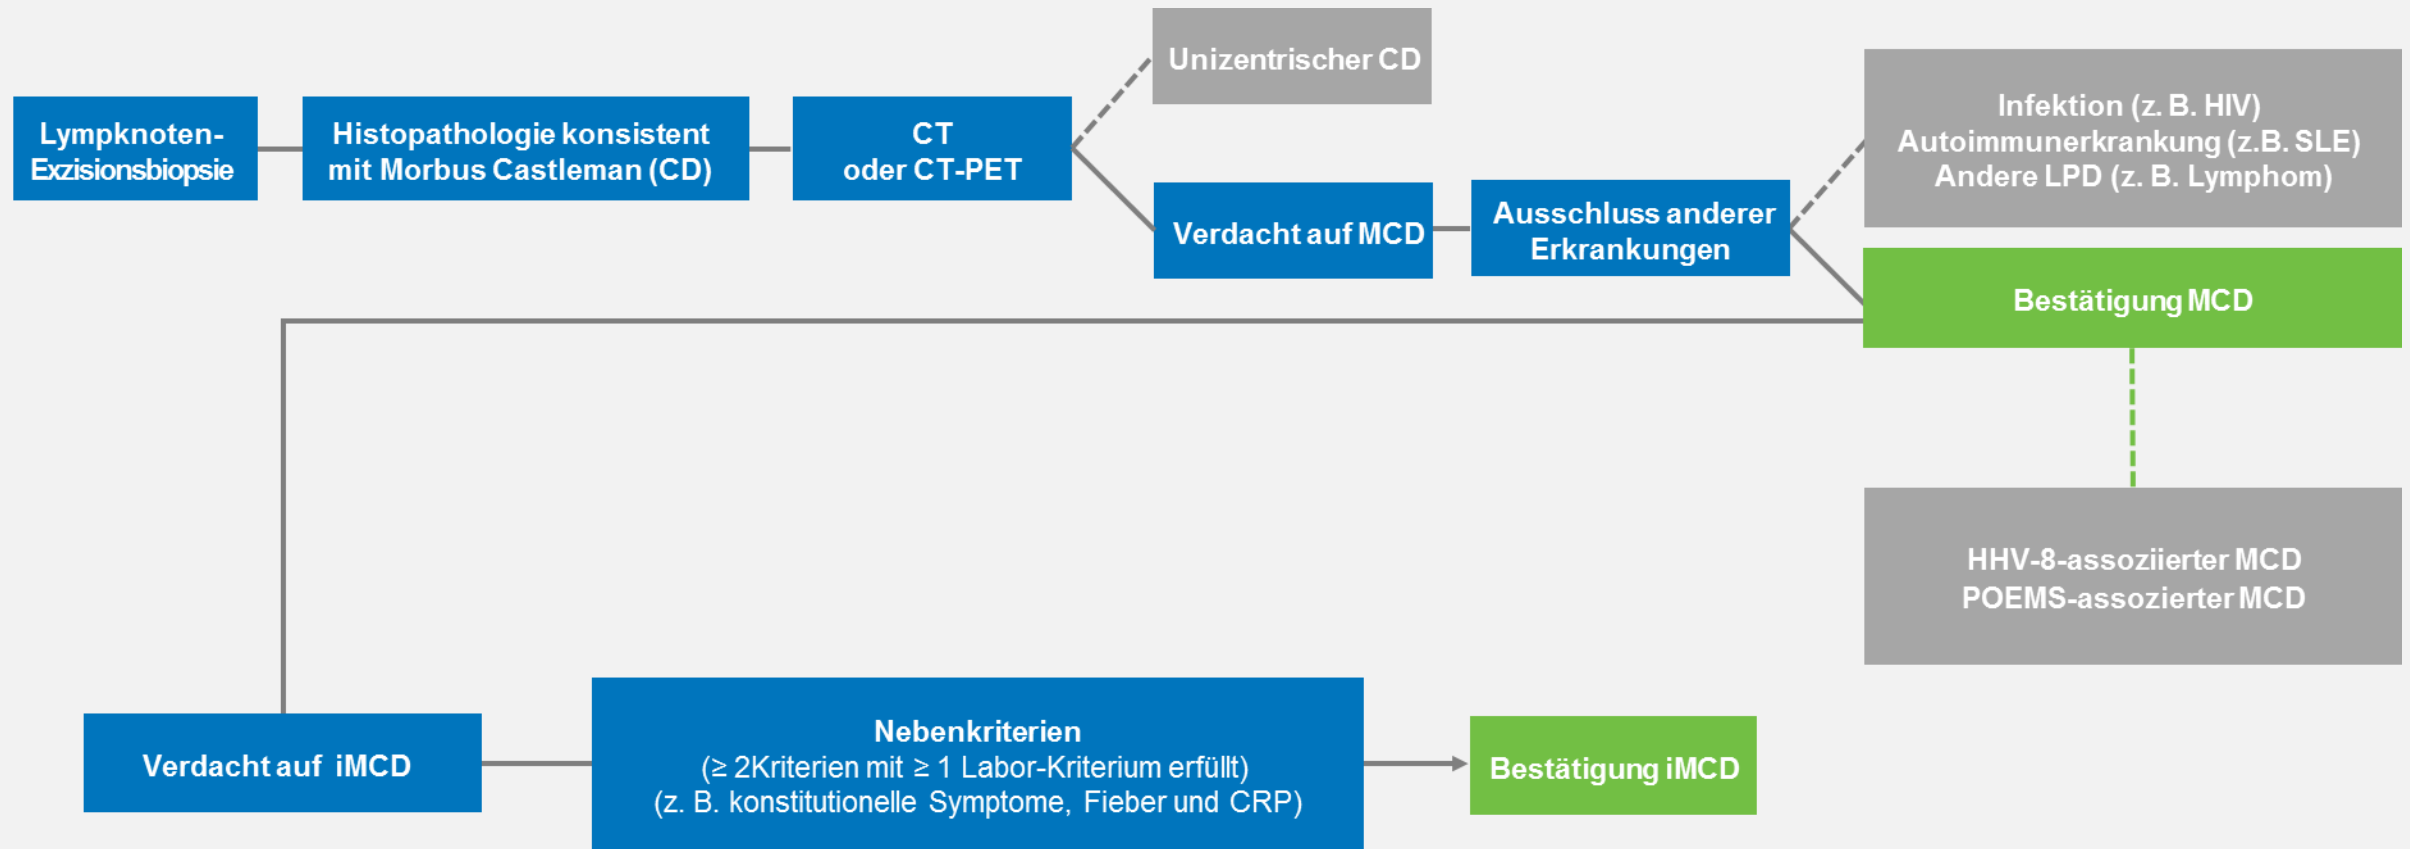 Unizentrischer CD
Lympknoten-
Exzisionsbiopsie
Histopathologie konsistent
mit Morbus Castleman (CD)
CT
oder CT-PET
Infektion (z. B. HIV)
Autoimmunerkrankung (z.B. SLE)
Andere LPD (z. B. Lymphom)
Verdacht auf MCD
Ausschluss anderer
Erkrankungen
Bestätigung MCD
HHV-8-assoziierter MCD
POEMS-assozierter MCD
Verdacht auf iMCD
Nebenkriterien
(≥ 2Kriterien mit ≥ 1 Labor-Kriterium erfüllt)
(z. B. konstitutionelle Symptome, Fieber und CRP)
Bestätigung iMCD